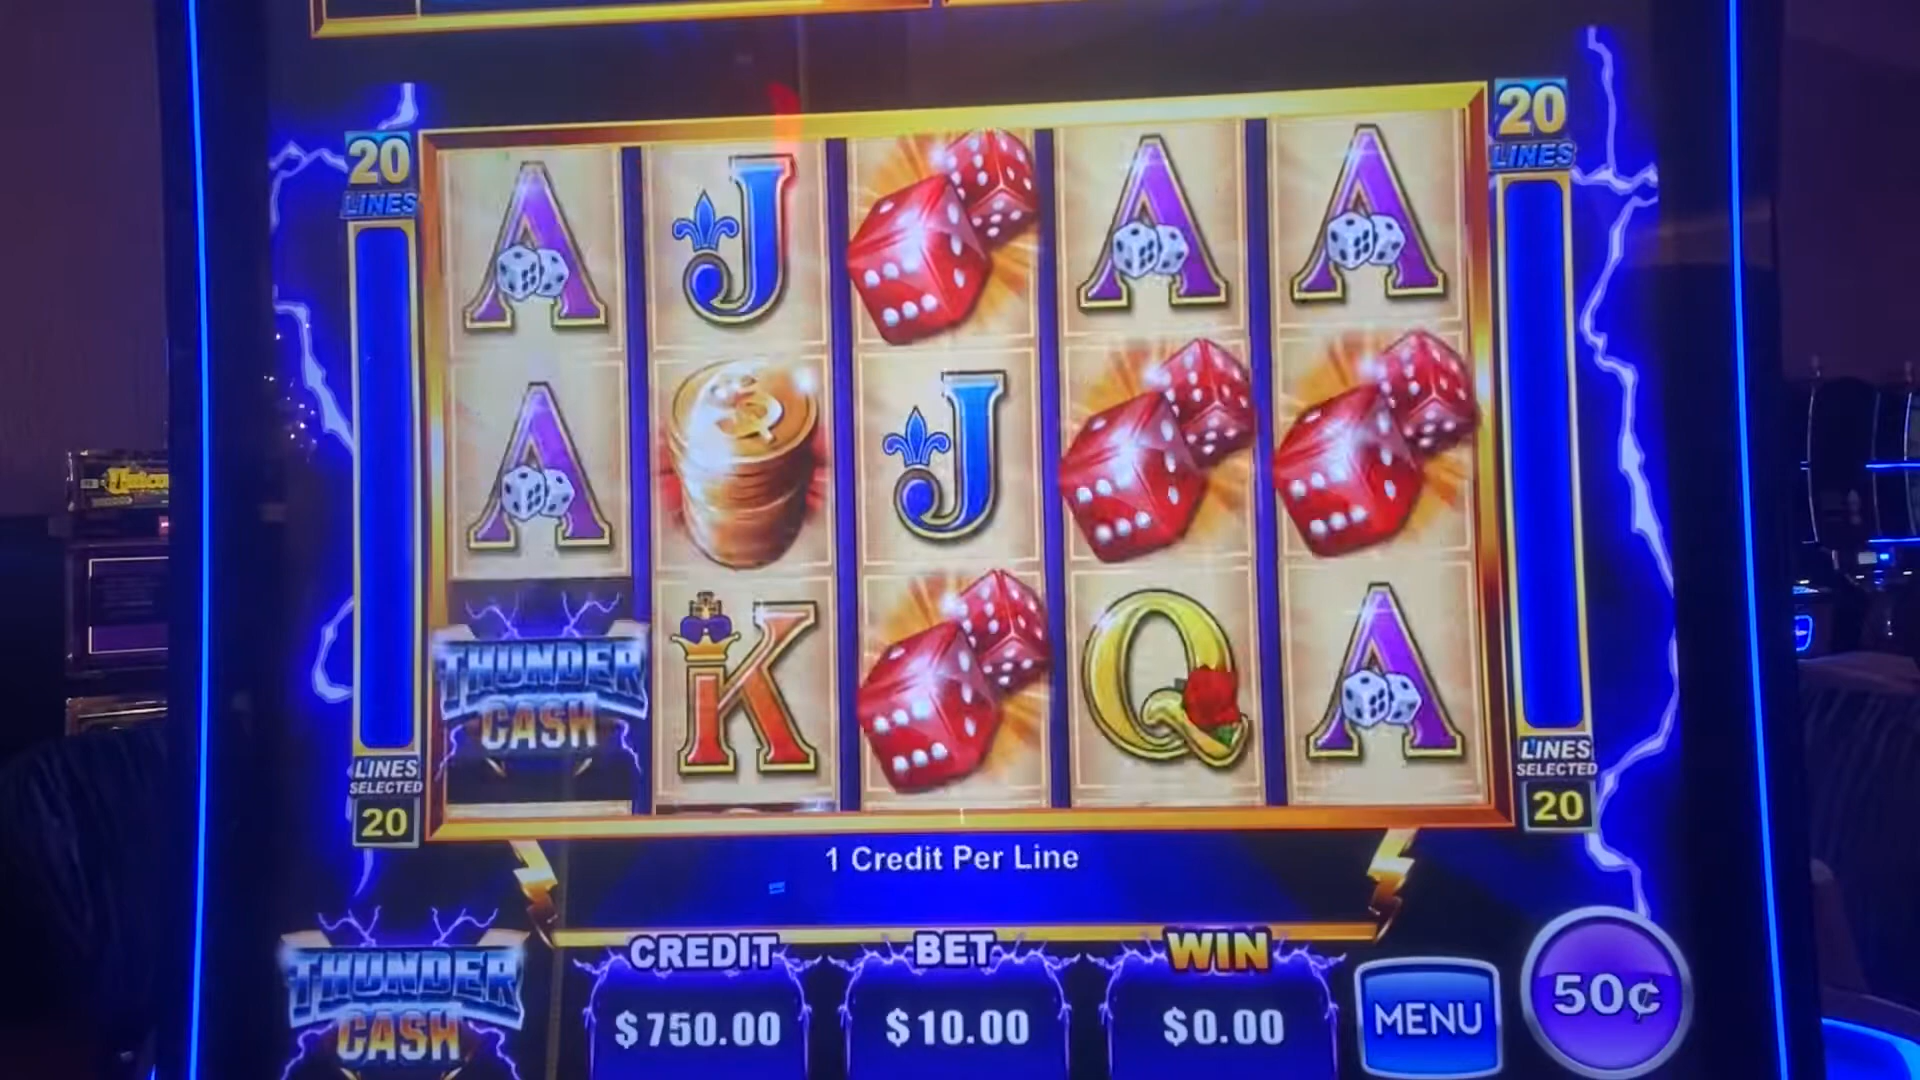 20
LINES
20
LINES
A
J
A
A
A
J
THUNDER
CASH
K
Q
A
LINES
SELECTED
20
LINES
SELECTED
20
1 Credit Per Line
THUNDER
CASH
CREDIT
$750.00
BET
$10.00
WIN
$0.00
MENU
50¢